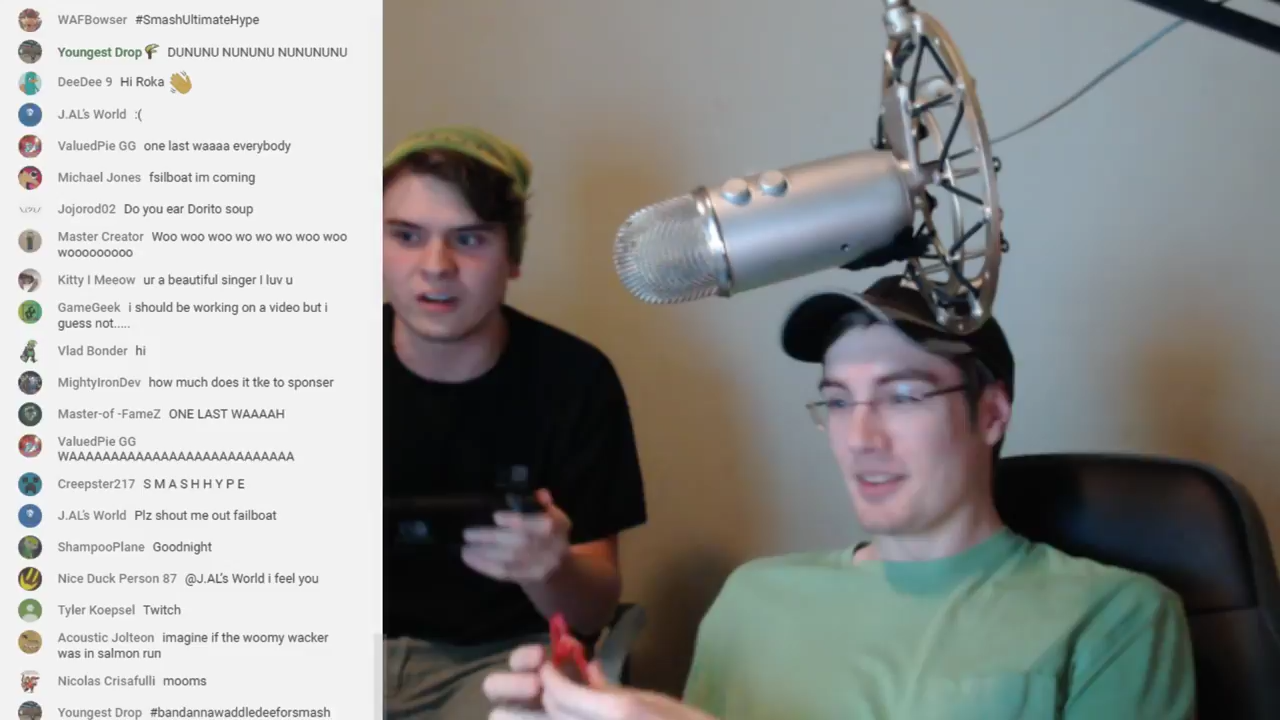 WAFBowser #SmashUltimateHype
Youngest Drop DUNUNU NUNUNU NUNUNUNU
DeeDee 9 Hi Roka
J.AL's World :(
ValuedPie GG one last waaaa everybody
Michael Jones fsilboat im coming
Jojorod02 Do you ear Dorito soup
Master Creator Woo woo woo wo wo wo woo woo
wooooooooo
Kitty I Meeow ur a beautiful singer I luv u
GameGeek i should be working on a video but i
guess not.....
Vlad Bonder hi
MightyIronDev how much does it tke to sponser
Master-of -FameZ ONE LAST WAAAAH
ValuedPie GG
WAAAAAAAAAAAAAAAAAAAAAAAAAAA
Creepster217 S M A S H H Y P E
J.AL's World Plz shout me out failboat
ShampooPlane Goodnight
Nice Duck Person 87 @J.AL's World i feel you
Tyler Koepsel Twitch
Acoustic Jolteon imagine if the woomy wacker
was in salmon run
Nicolas Crisafulli mooms
Youngest Drop #bandannawaddledeeforsmash